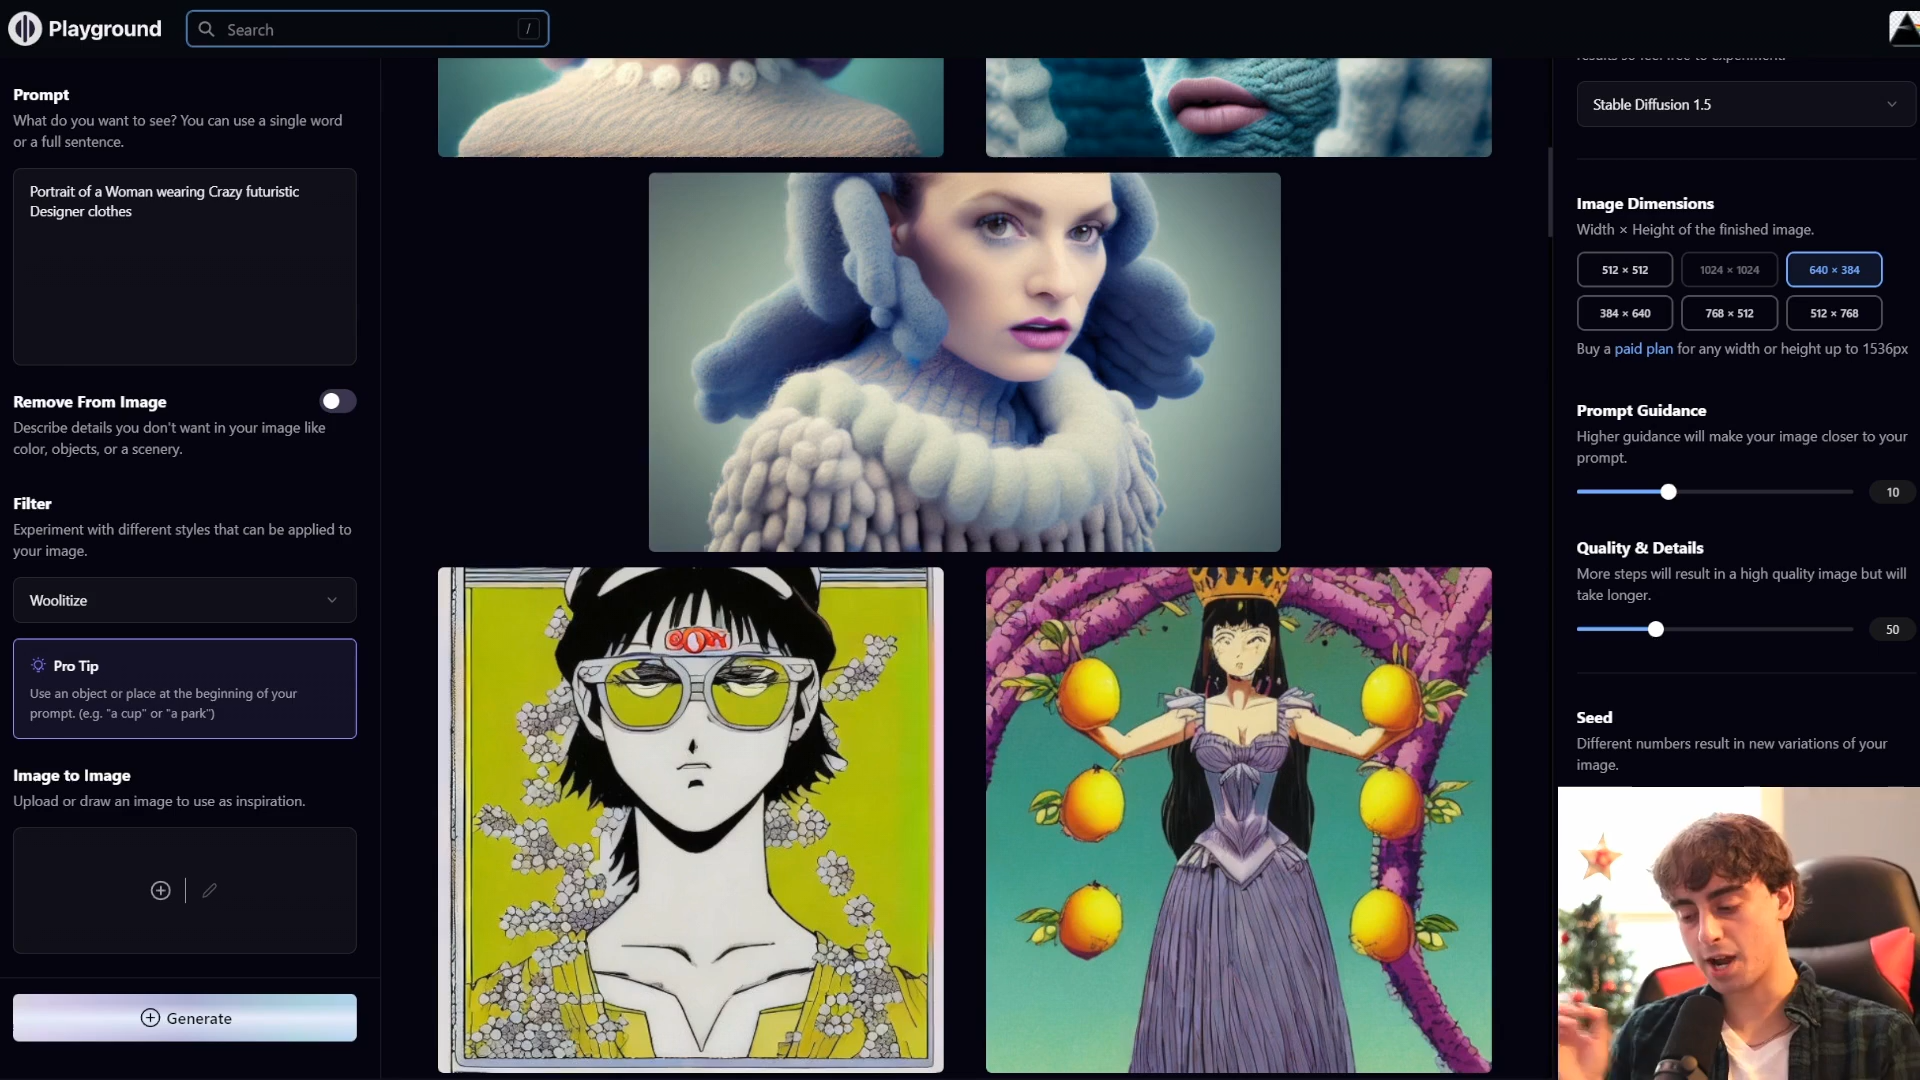 Playground
Search
/
Prompt
What do you want to see? You can use a single word
or a full sentence.
Portrait of a Woman wearing Crazy futuristic
Designer clothes
Remove From Image
Describe details you don't want in your image like
color, objects, or a scenery.
Filter
Experiment with different styles that can be applied to
your image.
Woolitize
Pro Tip
Use an object or place at the beginning of your
prompt. (e.g. "a cup" or "a park")
Image to Image
Upload or draw an image to use as inspiration.
Generate
results so feel free to experiment.
Stable Diffusion 1.5
Image Dimensions
Width × Height of the finished image.
512 × 512
1024 × 1024
640 × 384
384 × 640
768 × 512
512 × 768
Buy a paid plan for any width or height up to 1536px
Prompt Guidance
Higher guidance will make your image closer to your
prompt.
10
Quality & Details
More steps will result in a high quality image but will
take longer.
50
Seed
Different numbers result in new variations of your
image.